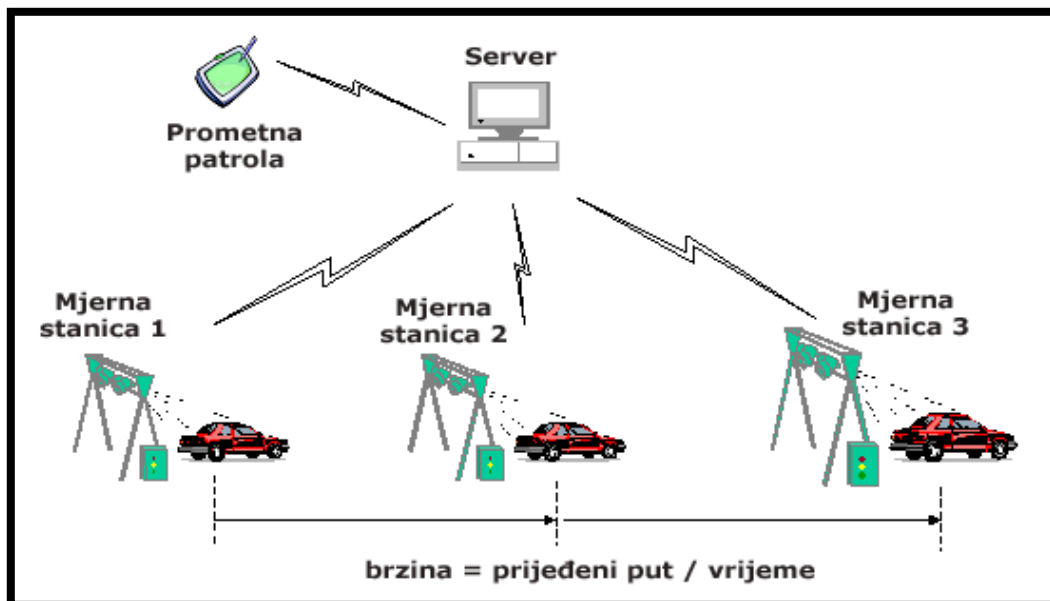 Server
Prometna
patrola
Mjerna
stanica 1
Mjerna
stanica 2
Mjerna
stanica 3
brzina = prijeđeni put / vrijeme